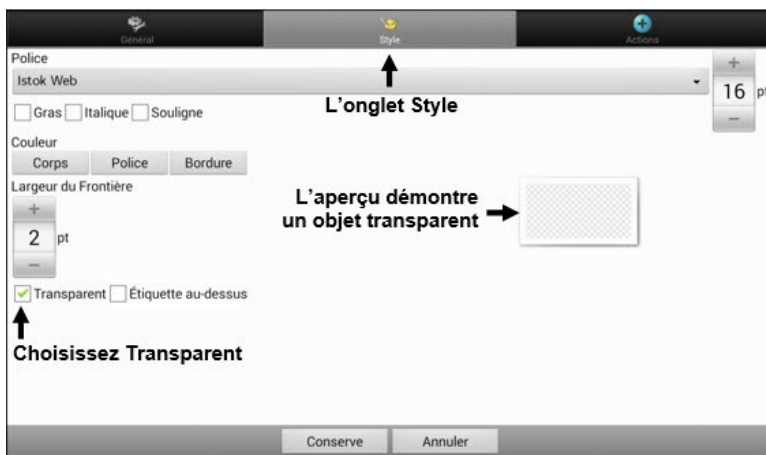 Général
Style
Actions
Police
Istok Web
+
16 pt
−
L'onglet Style
Gras Italique Souligne
Couleur
Corps Police Bordure
Largeur du Frontière
+
2 pt
−
L'aperçu démontre
un objet transparent
Transparent Étiquette au-dessus
Choisissez Transparent
Conserve Annuler